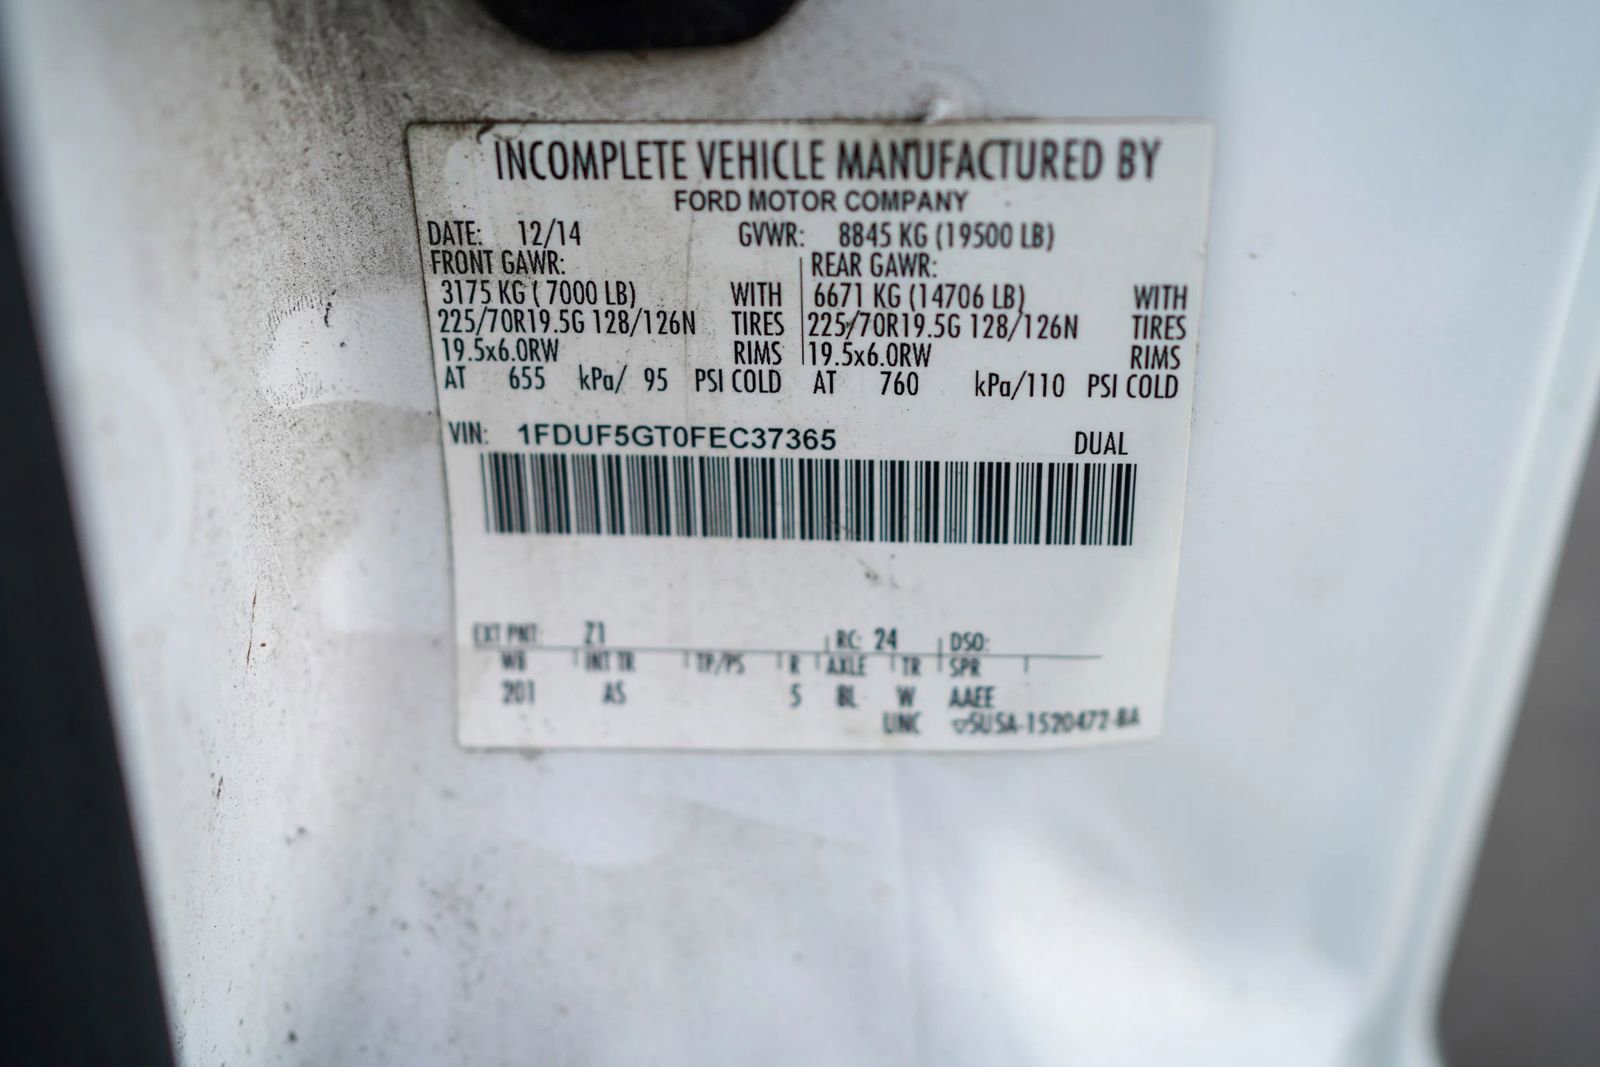 INCOMPLETE VEHICLE MANUFACTURED BY
FORD MOTOR COMPANY
DATE: 12/14 GVWR: 8845 KG (19500 LB)
FRONT GAWR: REAR GAWR:
3175 KG ( 7000 LB) WITH 6671 KG (14706 LB) WITH
225/70R19.5G 128/126N TIRES 225/70R19.5G 128/126N TIRES
19.5x6.0RW RIMS 19.5x6.0RW RIMS
AT 655 kPa/ 95 PSI COLD AT 760 kPa/110 PSI COLD
VIN: 1FDUF5GT0FEC37365 DUAL
EXT PNT: Z1 RC: 24 DSO:
WB INT TR TP/PS R AXLE TR SPR
201 AS 5 BL W AAEE
UNC 5U5A-1520472-BA